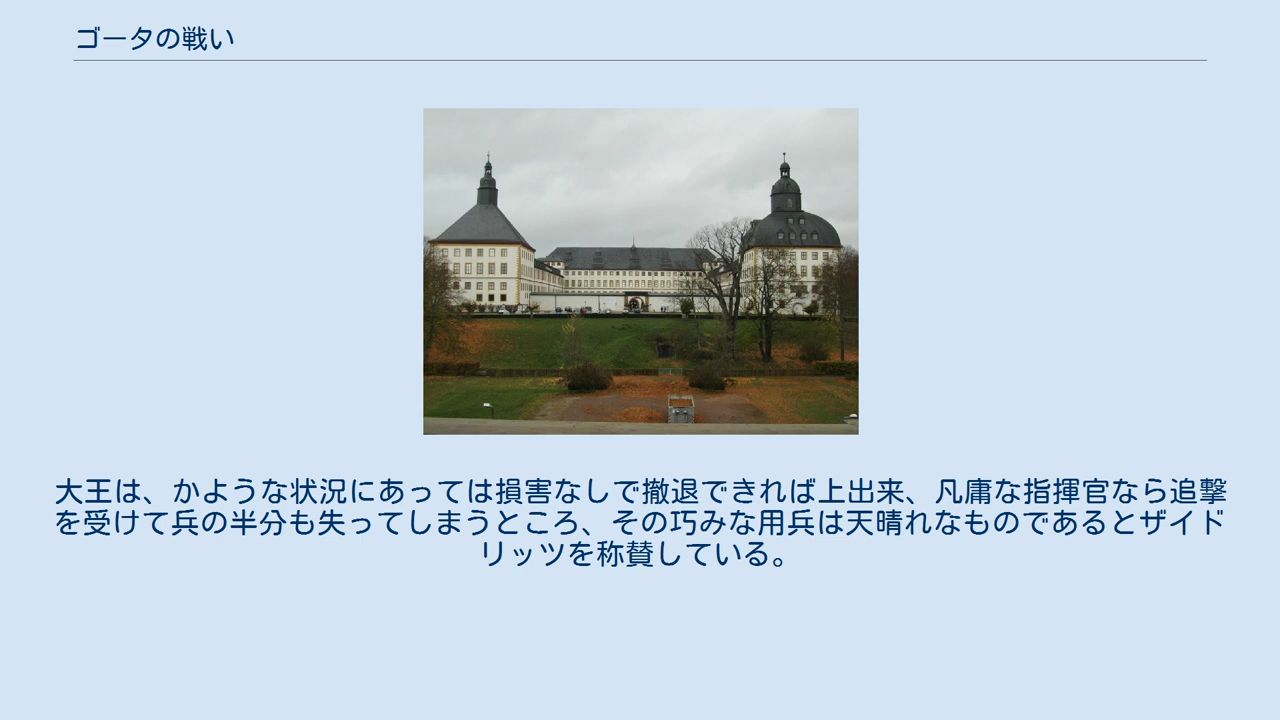 ゴータの戦い
大王は、かような状況にあっては損害なしで撤退できれば上出来、凡庸な指揮官なら追撃
を受けて兵の半分も失ってしまうところ、その巧みな用兵は天晴れなものであるとザイド
リッツを称賛している。